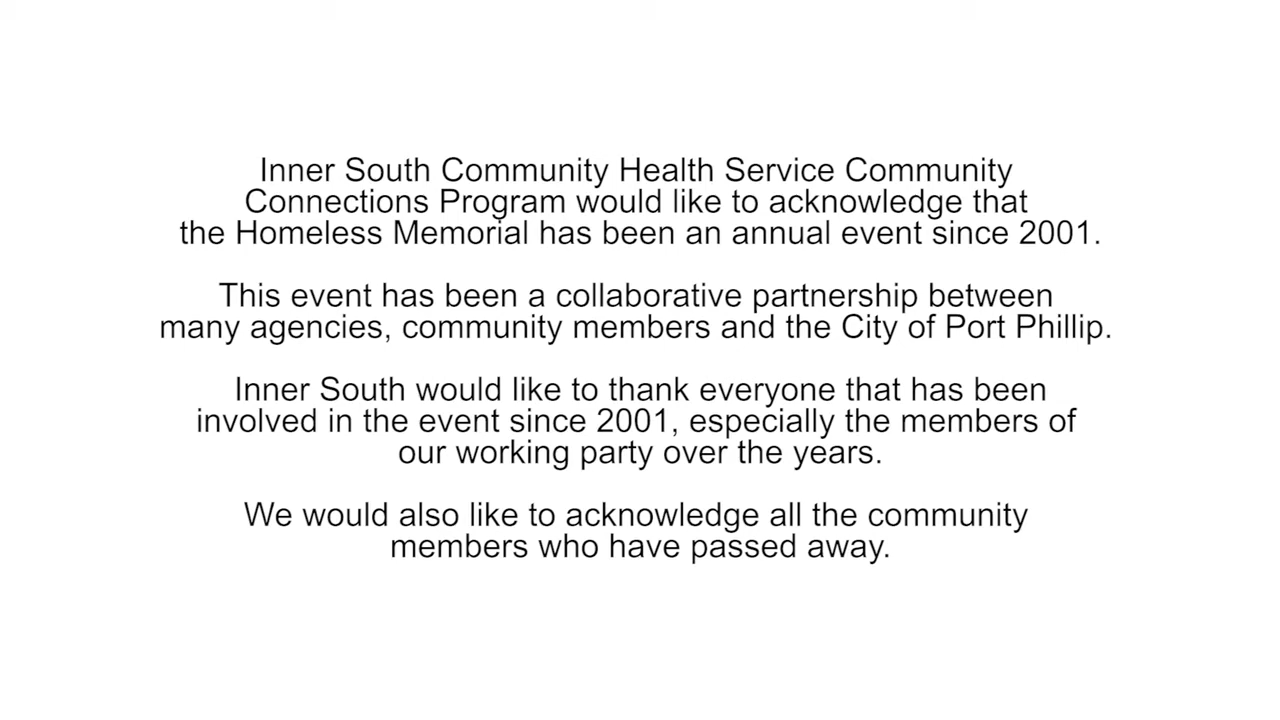 Inner South Community Health Service Community
Connections Program would like to acknowledge that
the Homeless Memorial has been an annual event since 2001.
This event has been a collaborative partnership between
many agencies, community members and the City of Port Phillip.
Inner South would like to thank everyone that has been
involved in the event since 2001, especially the members of
our working party over the years.
We would also like to acknowledge all the community
members who have passed away.